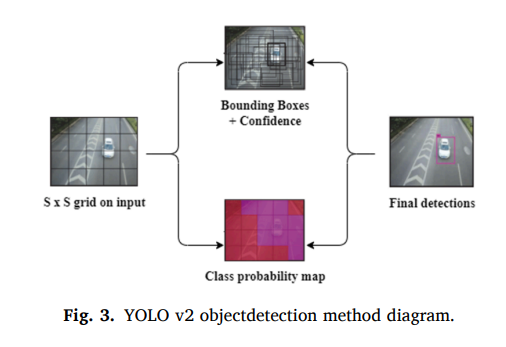 Bounding Boxes
+ Confidence
S x S grid on input
Final detections
Class probability map
Fig. 3. YOLO v2 objectdetection method diagram.